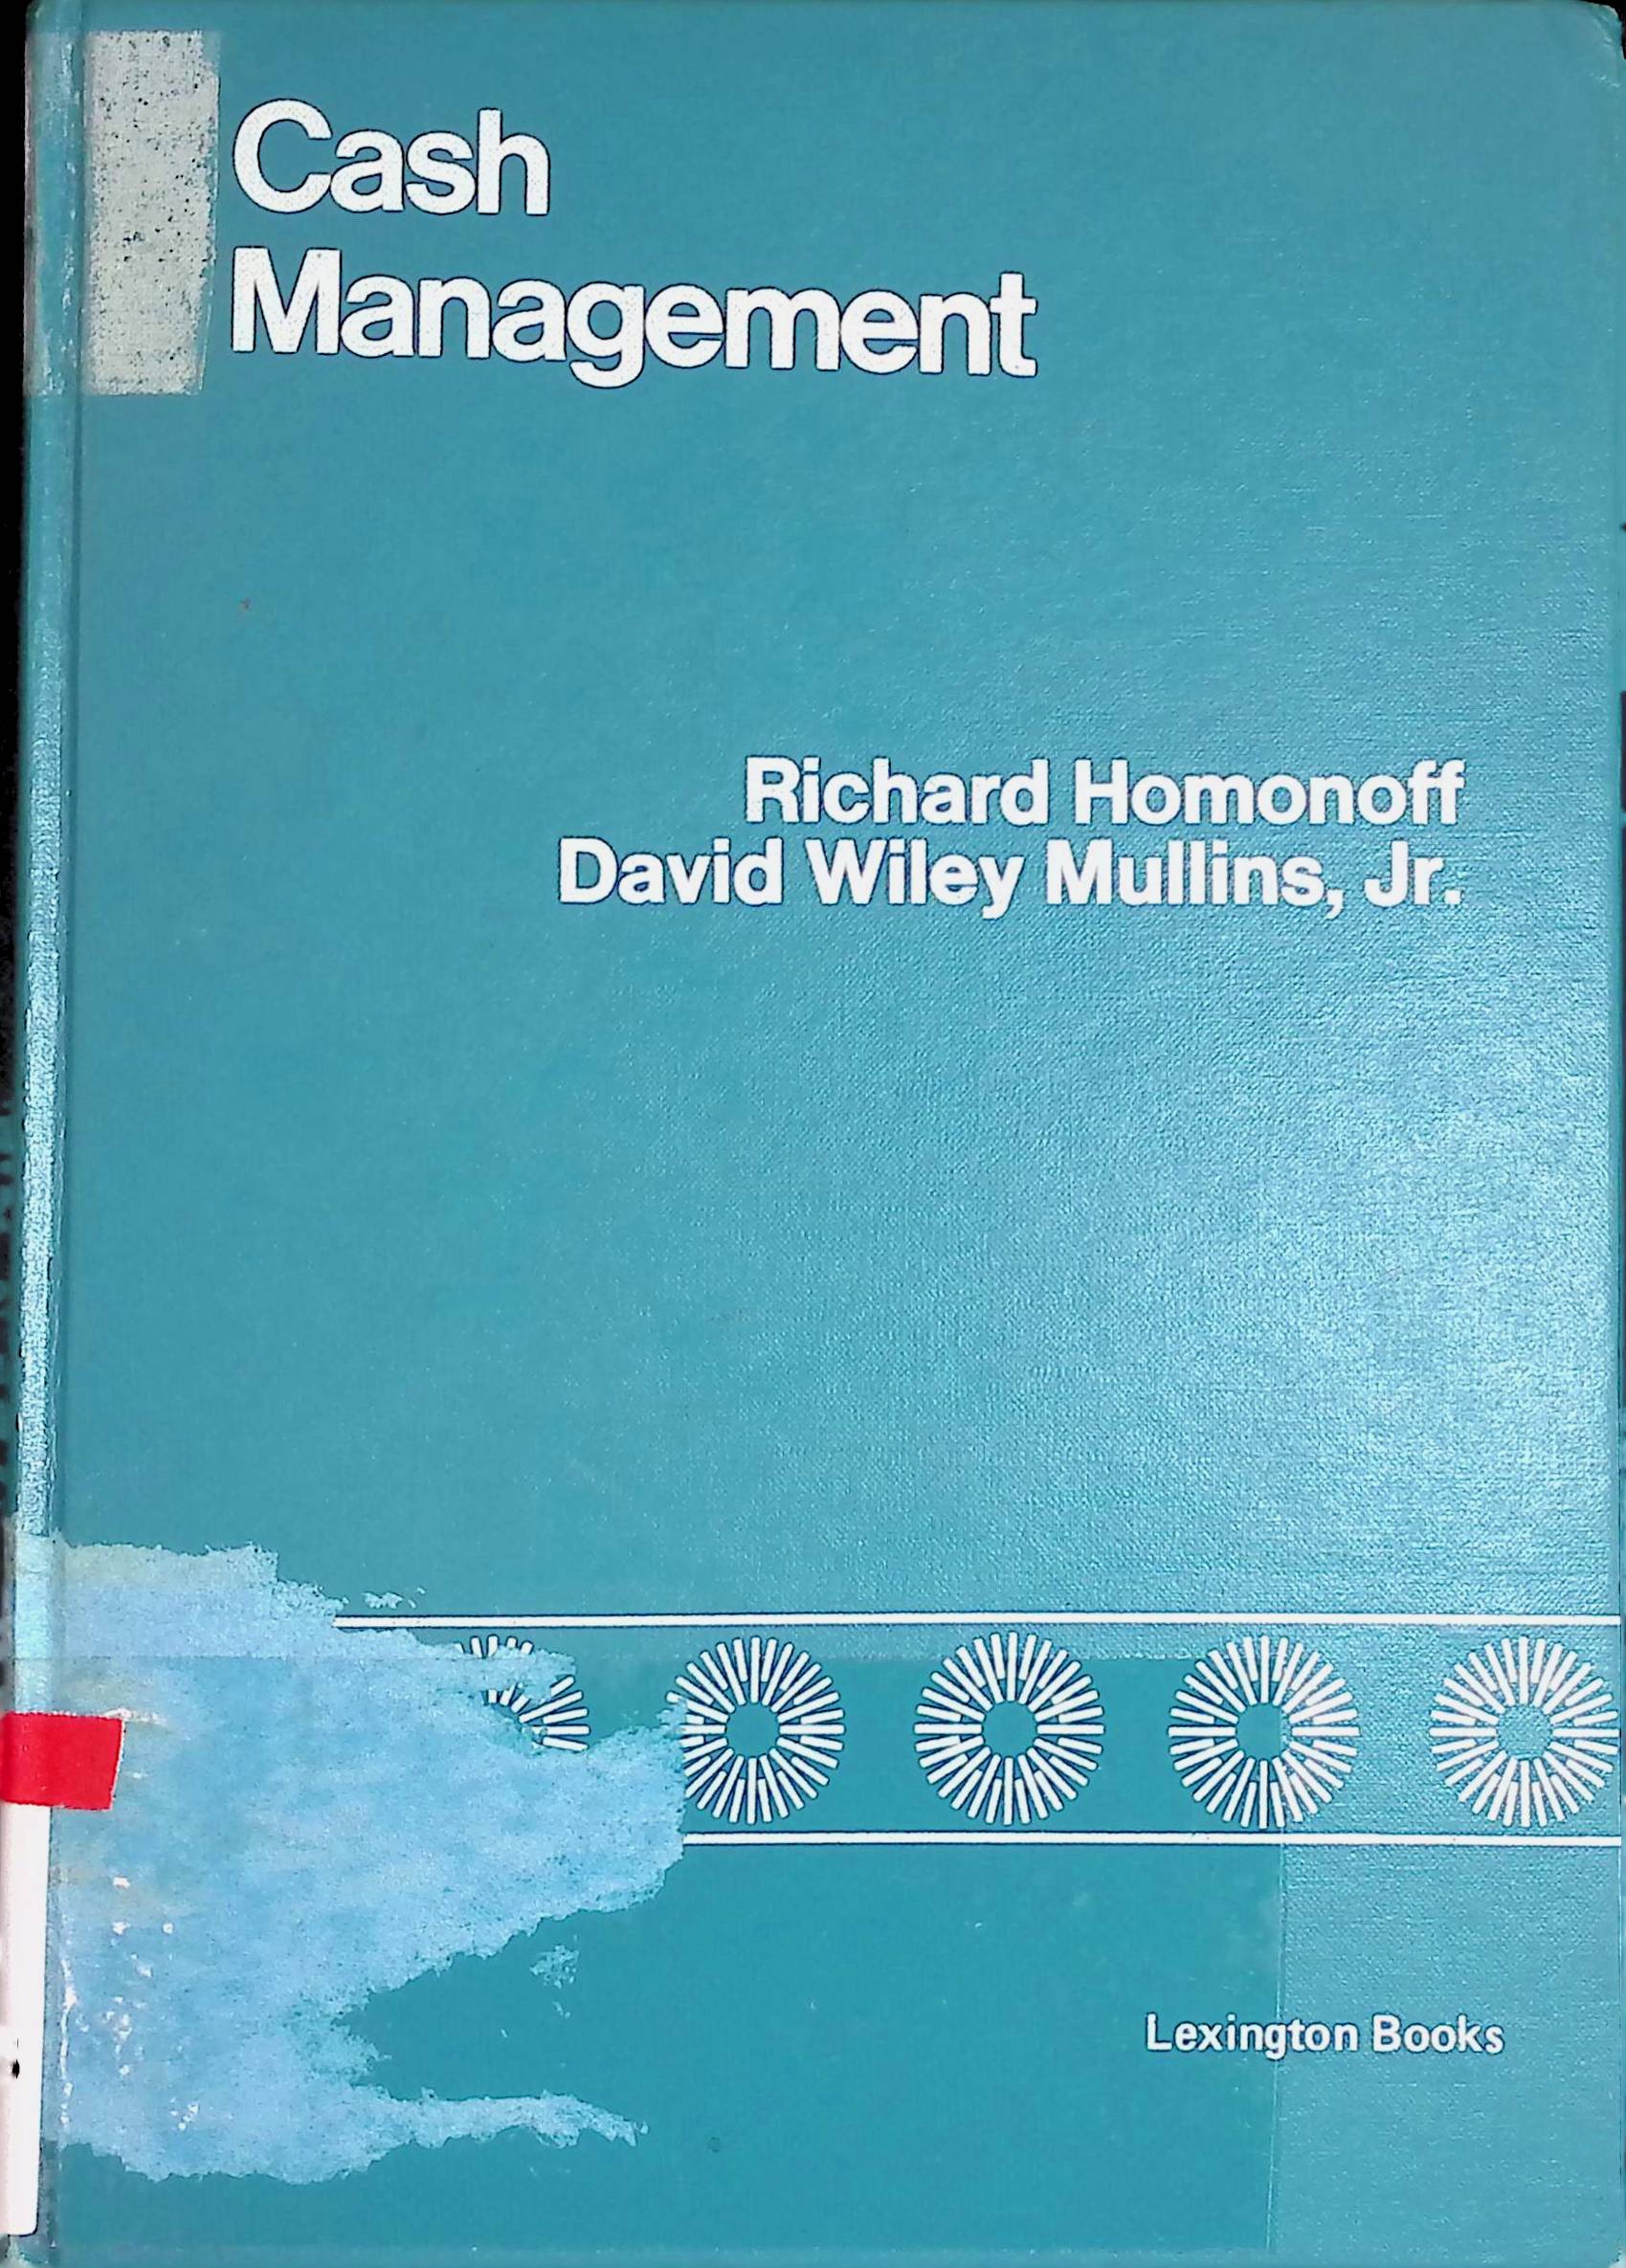 Cash
Management
Richard Homonoff
David Wiley Mullins, Jr.
Lexington Books